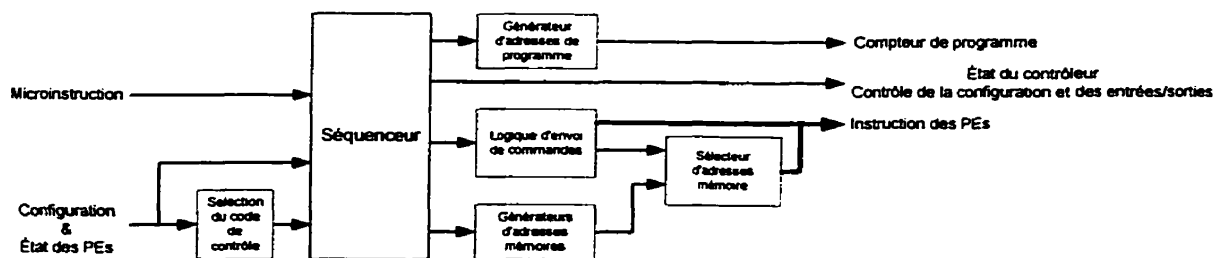 Générateur
d'adresses de
programme
Compteur de programme
État du contrôleur
Contrôle de la configuration et des entrées/sorties
Microinstruction
Séquenceur
Logique d'envoi
de commandes
Instruction des PEs
Sélecteur
d'adresses
mémoire
Configuration
&
État des PEs
Selection
du code
de
contrôle
Générateurs
d'adresses
mémoires